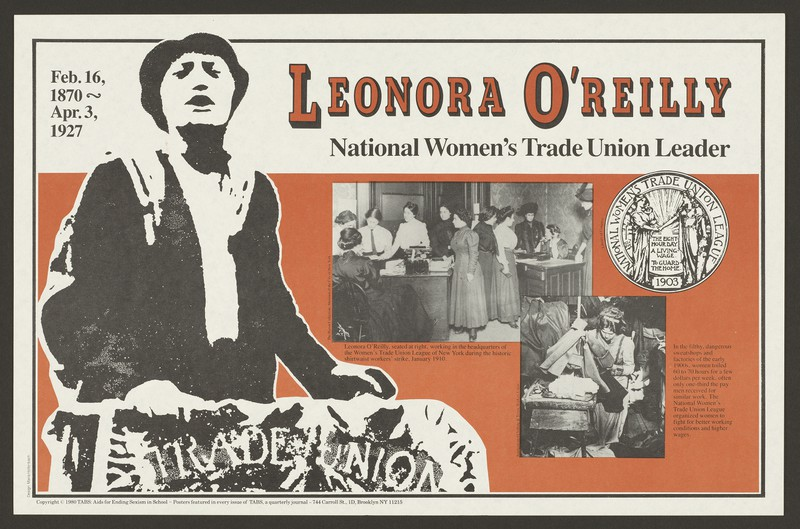 Feb. 16,
1870 ~
Apr. 3,
1927
LEONORA O'REILLY
National Women's Trade Union Leader
NATIONAL WOMEN'S TRADE UNION LEAGUE
THE EIGHT
HOUR DAY
A LIVING
WAGE
TO GUARD
THE HOME
1903
Leonora O'Reilly, seated at right, working in the headquarters of
the Women's Trade Union League of New York during the historic
shirtwaist workers' strike, January 1910.
In the filthy, dangerous
sweatshops and
factories of the early
1900s, women toiled
60 to 70 hours for a few
dollars per week, often
only one-third the pay
men received for
similar work. The
National Women's
Trade Union League
organized women to
fight for better working
conditions and higher
wages.
TRADE UNION
Copyright © 1980 TABS: Aids for Ending Sexism in School - Posters featured in every issue of TABS, a quarterly journal - 744 Carroll St., 1D, Brooklyn NY 11215